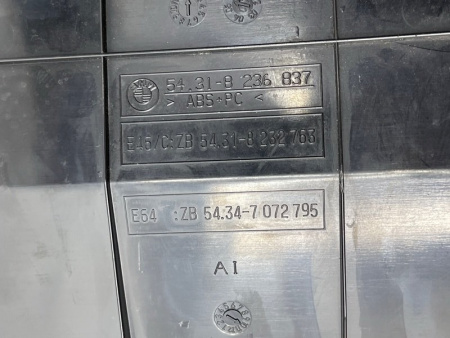 54.31-8 236 837
> ABS+PC <
E46/C:ZB 54.31-8 232 763
E64 :ZB 54.34-7 072 795
AI